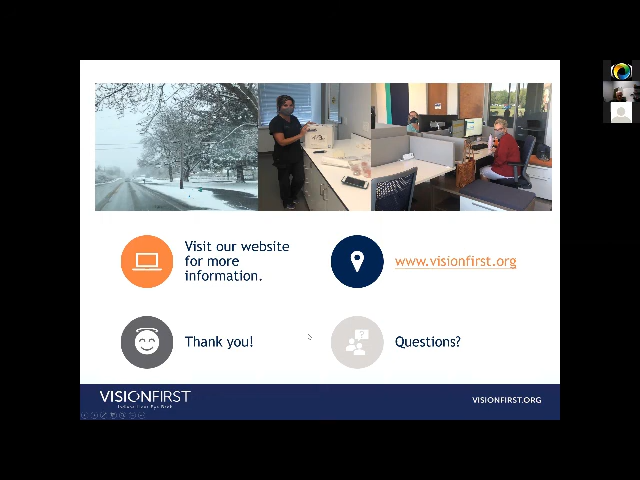 Visit our website
for more
information.
www.visionfirst.org
Thank you!
Questions?
VISIONFIRST
VISIONFIRST.ORG